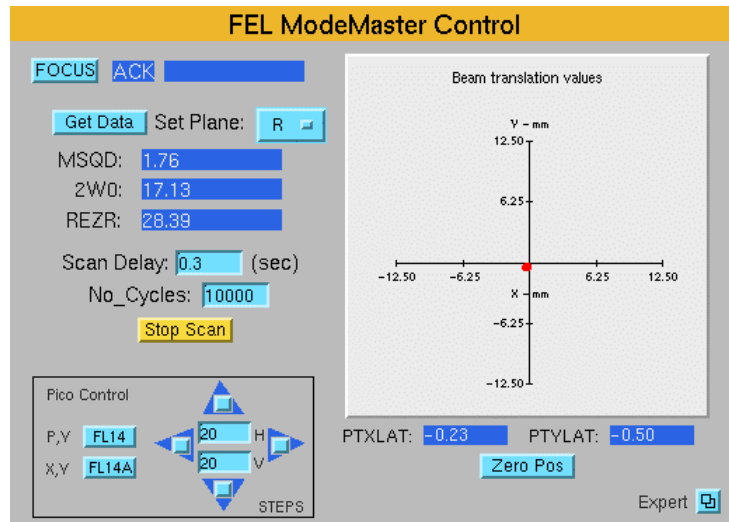 FEL ModeMaster Control
FOCUS ACK
Get Data Set Plane: R
MSQD: 1.76
2W0: 17.13
REZR: 28.39
Scan Delay: 0.3 (sec)
No_Cycles: 10000
Stop Scan
Pico Control
P,Y FL14 20 H
X,Y FL14A 20 V
STEPS
Beam translation values
Y - mm
12.50
6.25
-12.50 -6.25 6.25 12.50
X - mm
-6.25
-12.50
PTXLAT: -0.23 PTYLAT: -0.50
Zero Pos
Expert